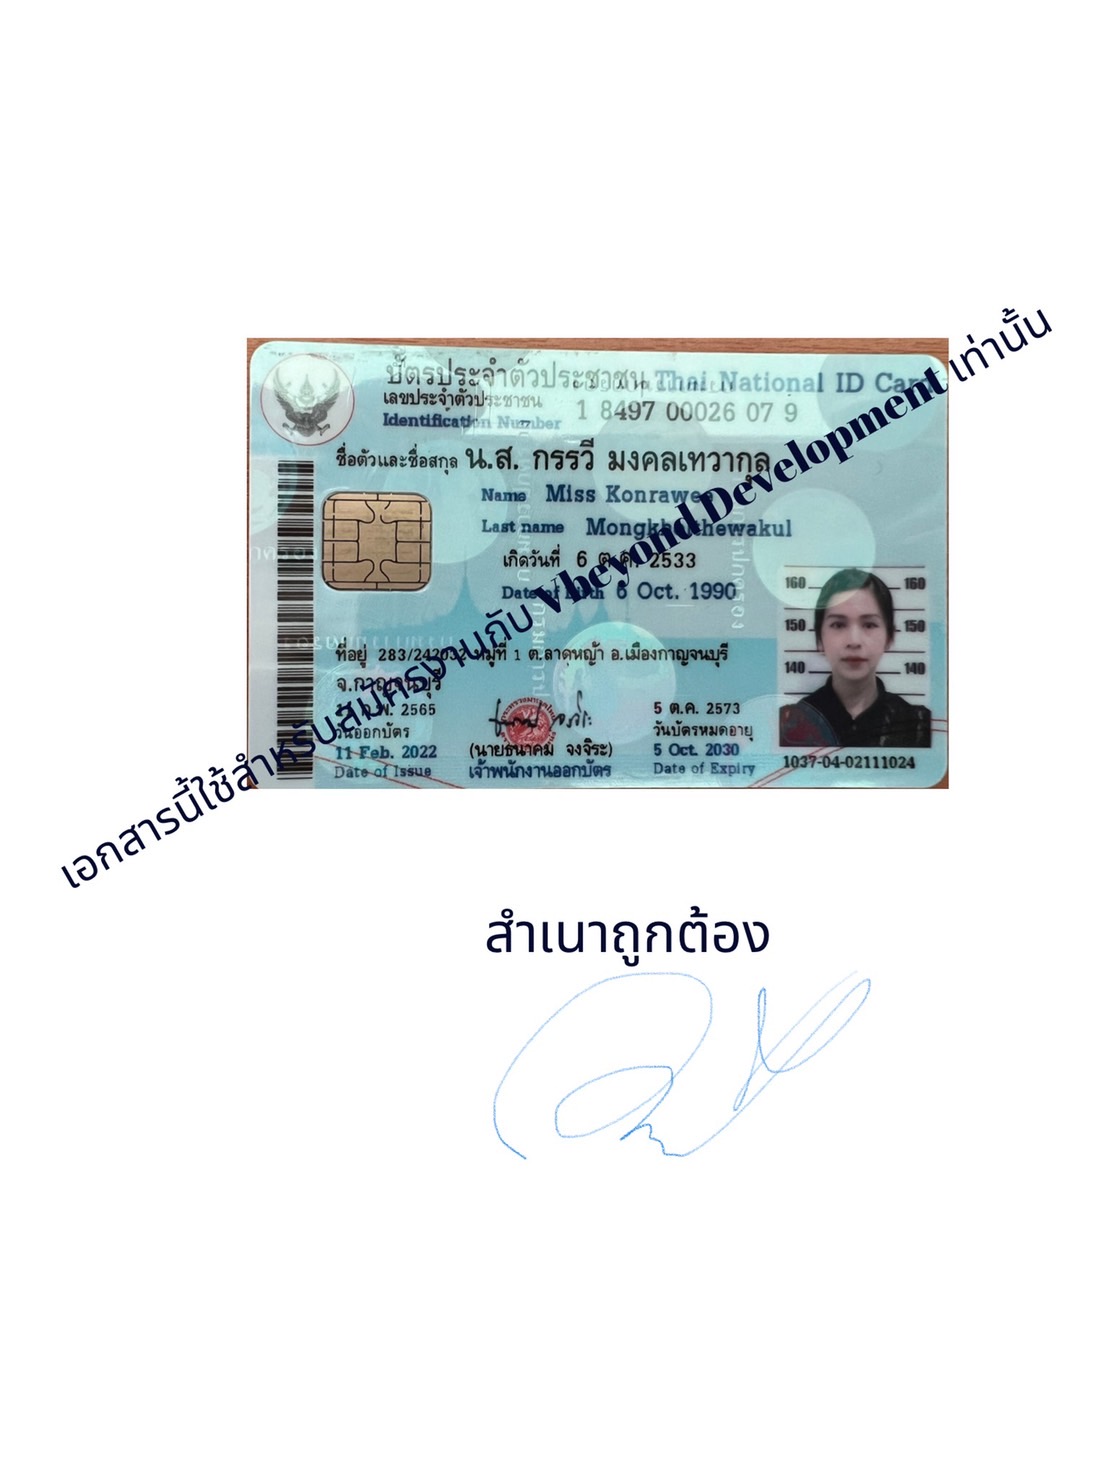 บัตรประจำตัวประชาชน Thai National ID Card
เลขประจำตัวประชาชน
Identification Number
1 8497 00026 07 9
ชื่อตัวและชื่อสกุล น.ส. กรรวี มงคลเทวากุล
Name Miss Konrawee
Last name
เกิดวันที่ 6 ต.ค. 2533
Date of Birth 6 Oct. 1990
160 160
150 150
140 140
ที่อยู่ หมู่ที่ 1 ต.ลาดหญ้า อ.เมืองกาญจนบุรี
จ.กาญจนบุรี
2565
วันออกบัตร
11 Feb. 2022
Date of Issue
(นายธนาคม จงจิระ)
เจ้าพนักงานออกบัตร
5 ต.ค. 2573
วันบัตรหมดอายุ
5 Oct. 2030
Date of Expiry
1037-04-02111024
เอกสารนี้ใช้สำหรับสมัครงานกับ Vbeyond Development เท่านั้น
สำเนาถูกต้อง